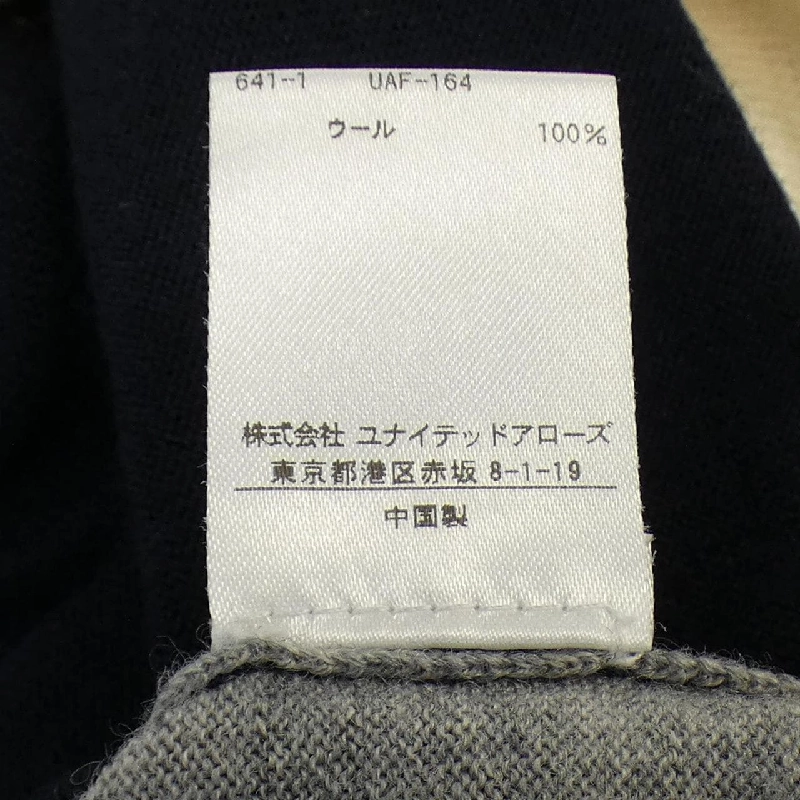 641-1 UAF-164
ウール 100%
株式会社 ユナイテッドアローズ
東京都港区赤坂 8-1-19
中国製